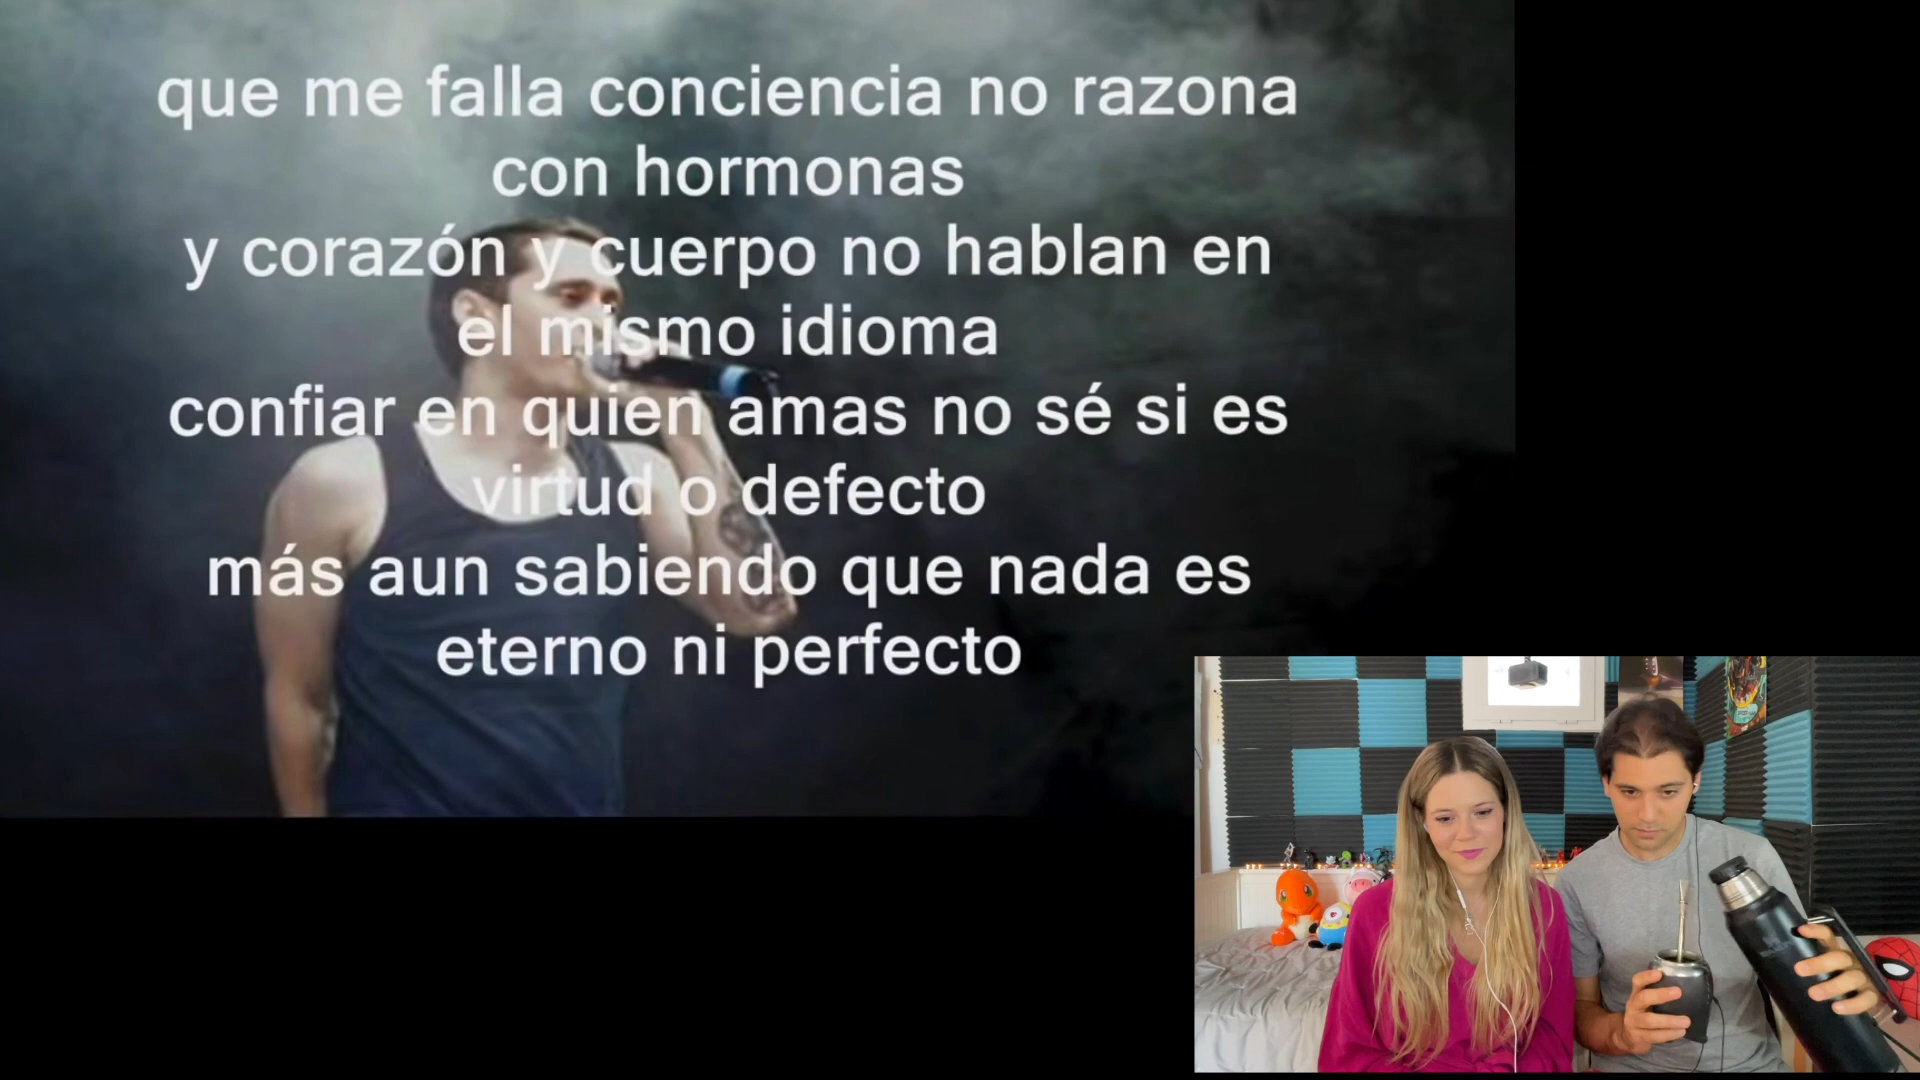 que me falla conciencia no razona
con hormonas
y corazón y cuerpo no hablan en
el mismo idioma
confiar en quien amas no sé si es
virtud o defecto
más aun sabiendo que nada es
eterno ni perfecto